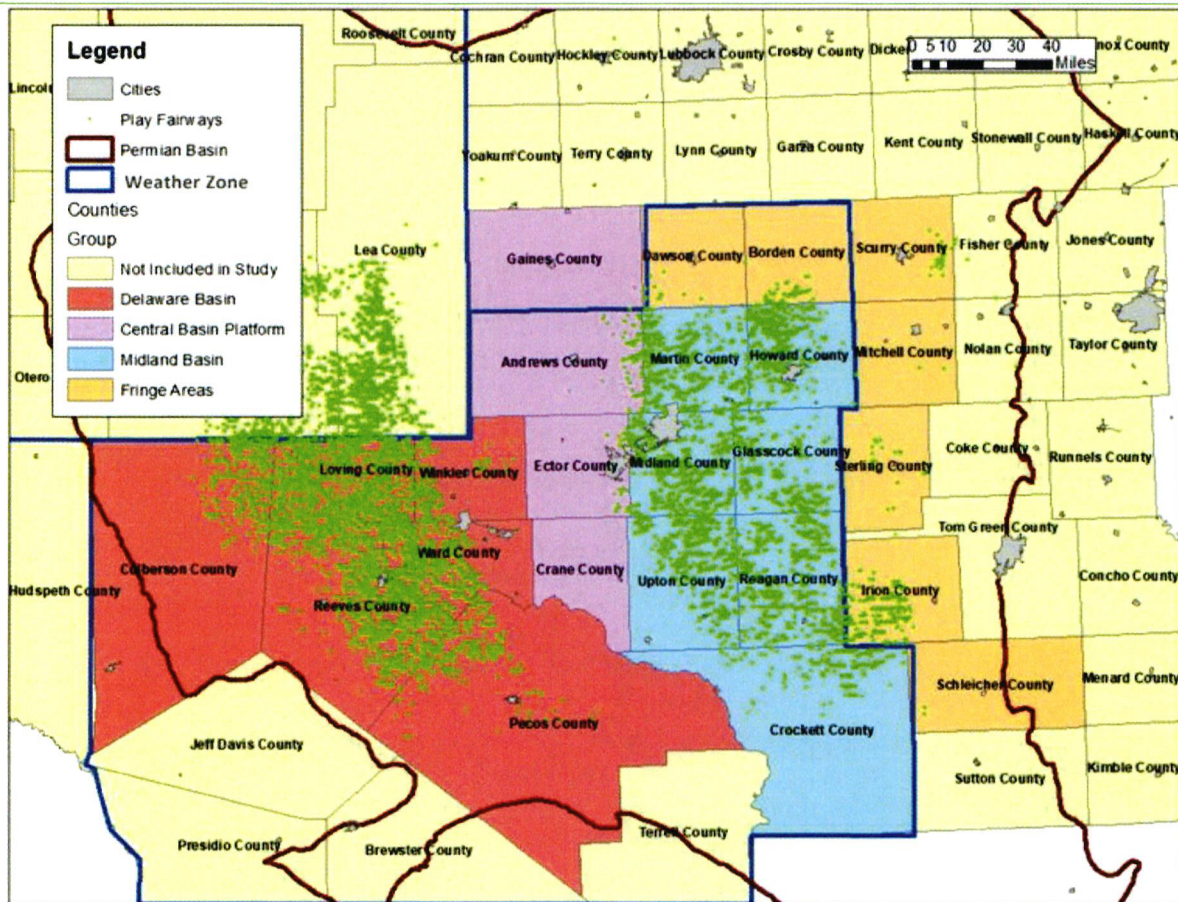 Legend
Cities
Play Fairways
Permian Basin
Weather Zone
Counties
Group
Not Included in Study
Delaware Basin
Central Basin Platform
Midland Basin
Fringe Areas
0 5 10 20 30 40
Miles
Roosevelt County
Cochran County
Hockley County
Lubbock County
Crosby County
Dicke
nox County
Lincoln
Yoakum County
Terry County
Lynn County
Garza County
Kent County
Stonewall County
Haskell County
Lea County
Gaines County
Dawson County
Borden County
Scurry County
Fisher County
Jones County
Otero
Andrews County
Martin County
Howard County
Mitchell County
Nolan County
Taylor County
Loving County
Winkler County
Ector County
Midland County
Glasscock County
Sterling County
Coke County
Runnels County
Hudspeth County
Culberson County
Reeves County
Ward County
Crane County
Upton County
Reagan County
Irion County
Tom Green County
Concho County
Jeff Davis County
Pecos County
Crockett County
Schleicher County
Menard County
Presidio County
Brewster County
Terrell County
Sutton County
Kimble County